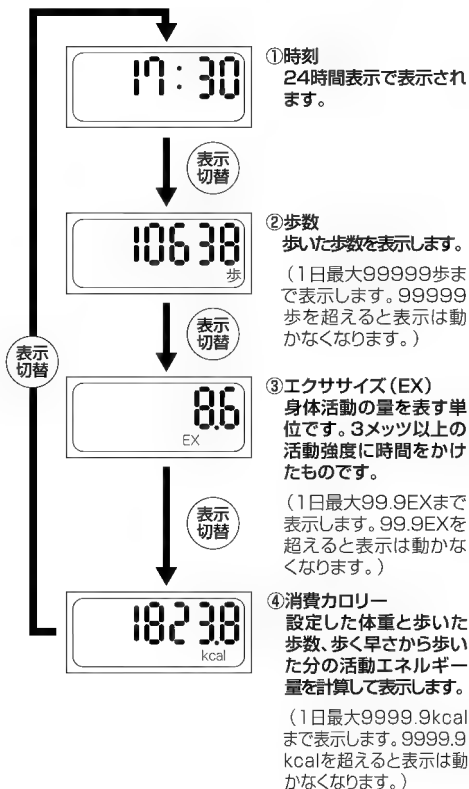 17:30
①時刻
24時間表示で表示され
ます。
表示
切替
10638
歩
②歩数
歩いた歩数を表示します。
（1日最大99999歩ま
で表示します。99999
歩を超えると表示は動
かなくなります。）
表示
切替
表示
切替
8.6
EX
③エクササイズ（EX）
身体活動の量を表す単
位です。3メッツ以上の
活動強度に時間をかけ
たものです。
（1日最大99.9EXまで
表示します。99.9EXを
超えると表示は動かな
くなります。）
表示
切替
1823.8
kcal
④消費カロリー
設定した体重と歩いた
歩数、歩く早さから歩い
た分の活動エネルギー
量を計算して表示します。
（1日最大9999.9kcal
まで表示します。9999.9
kcalを超えると表示は動
かなくなります。）